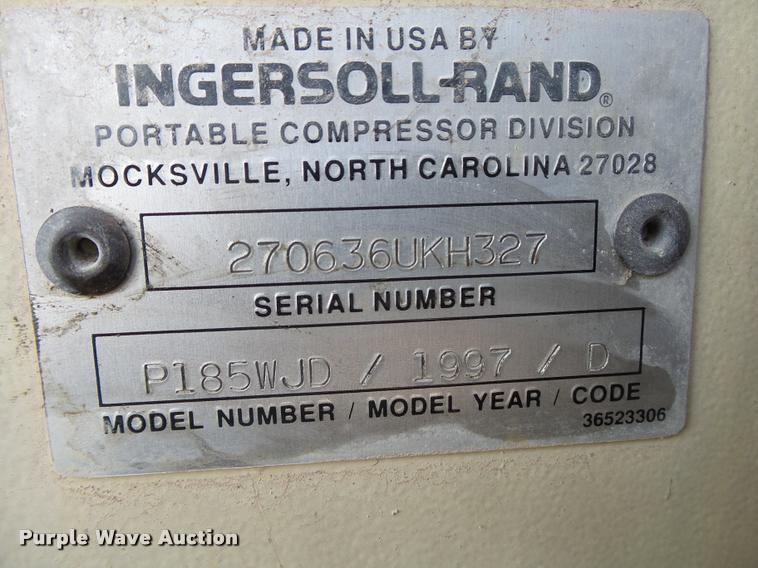 MADE IN USA BY
INGERSOLL-RAND®
PORTABLE COMPRESSOR DIVISION
MOCKSVILLE, NORTH CAROLINA 27028
270636UKH327
SERIAL NUMBER
P185WJD / 1997 / D
MODEL NUMBER / MODEL YEAR / CODE
36523306
Purple Wave Auction